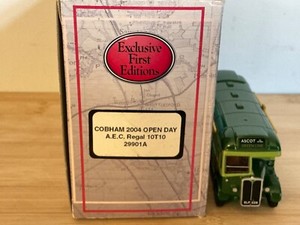 Exclusive
First
Editions
COBHAM 2004 OPEN DAY
A.E.C. Regal 10T10
29901A
ASCOT